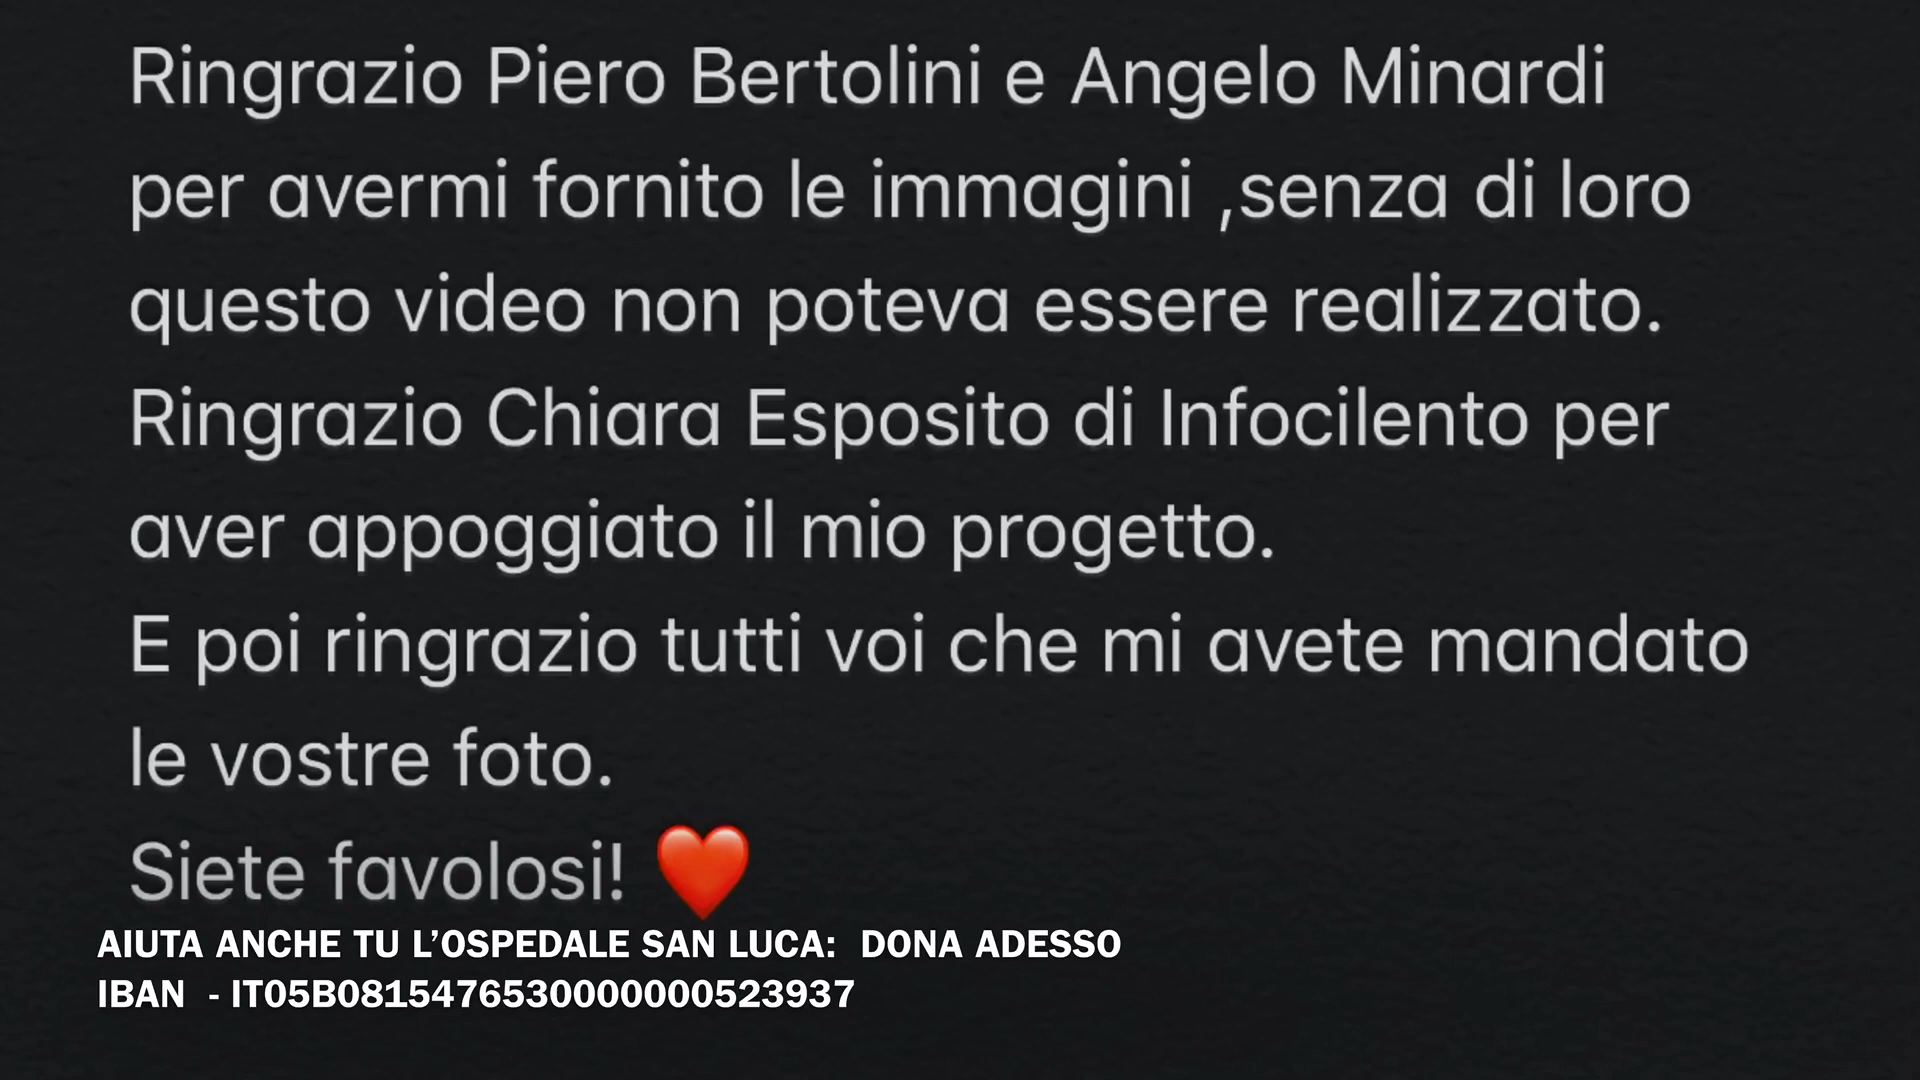 Ringrazio Piero Bertolini e Angelo Minardi
per avermi fornito le immagini ,senza di loro
questo video non poteva essere realizzato.
Ringrazio Chiara Esposito di Infocilento per
aver appoggiato il mio progetto.
E poi ringrazio tutti voi che mi avete mandato
le vostre foto.
Siete favolosi! ❤️
AIUTA ANCHE TU L’OSPEDALE SAN LUCA:  DONA ADESSO
IBAN  - IT05B0815476530000000523937